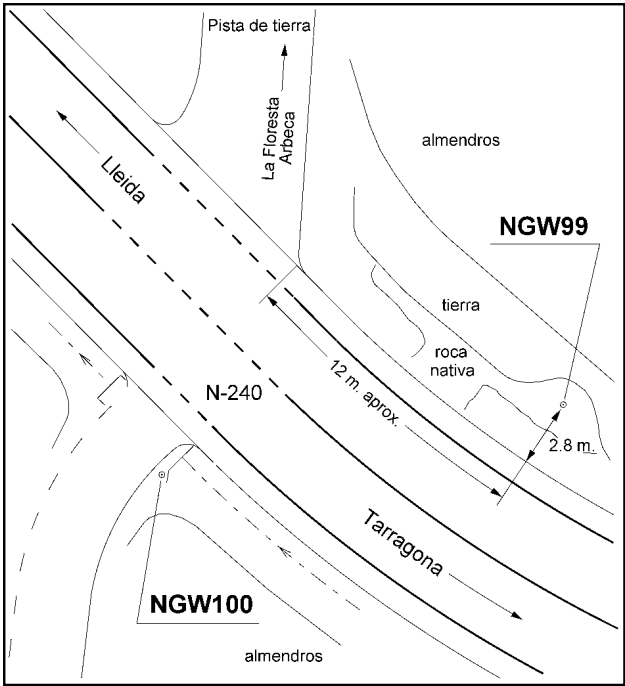 Pista de tierra
La Floresta
Arbeca
Lleida
almendros
NGW99
tierra
roca
nativa
12 m. aprox.
N-240
2.8 m.
Tarragona
NGW100
almendros